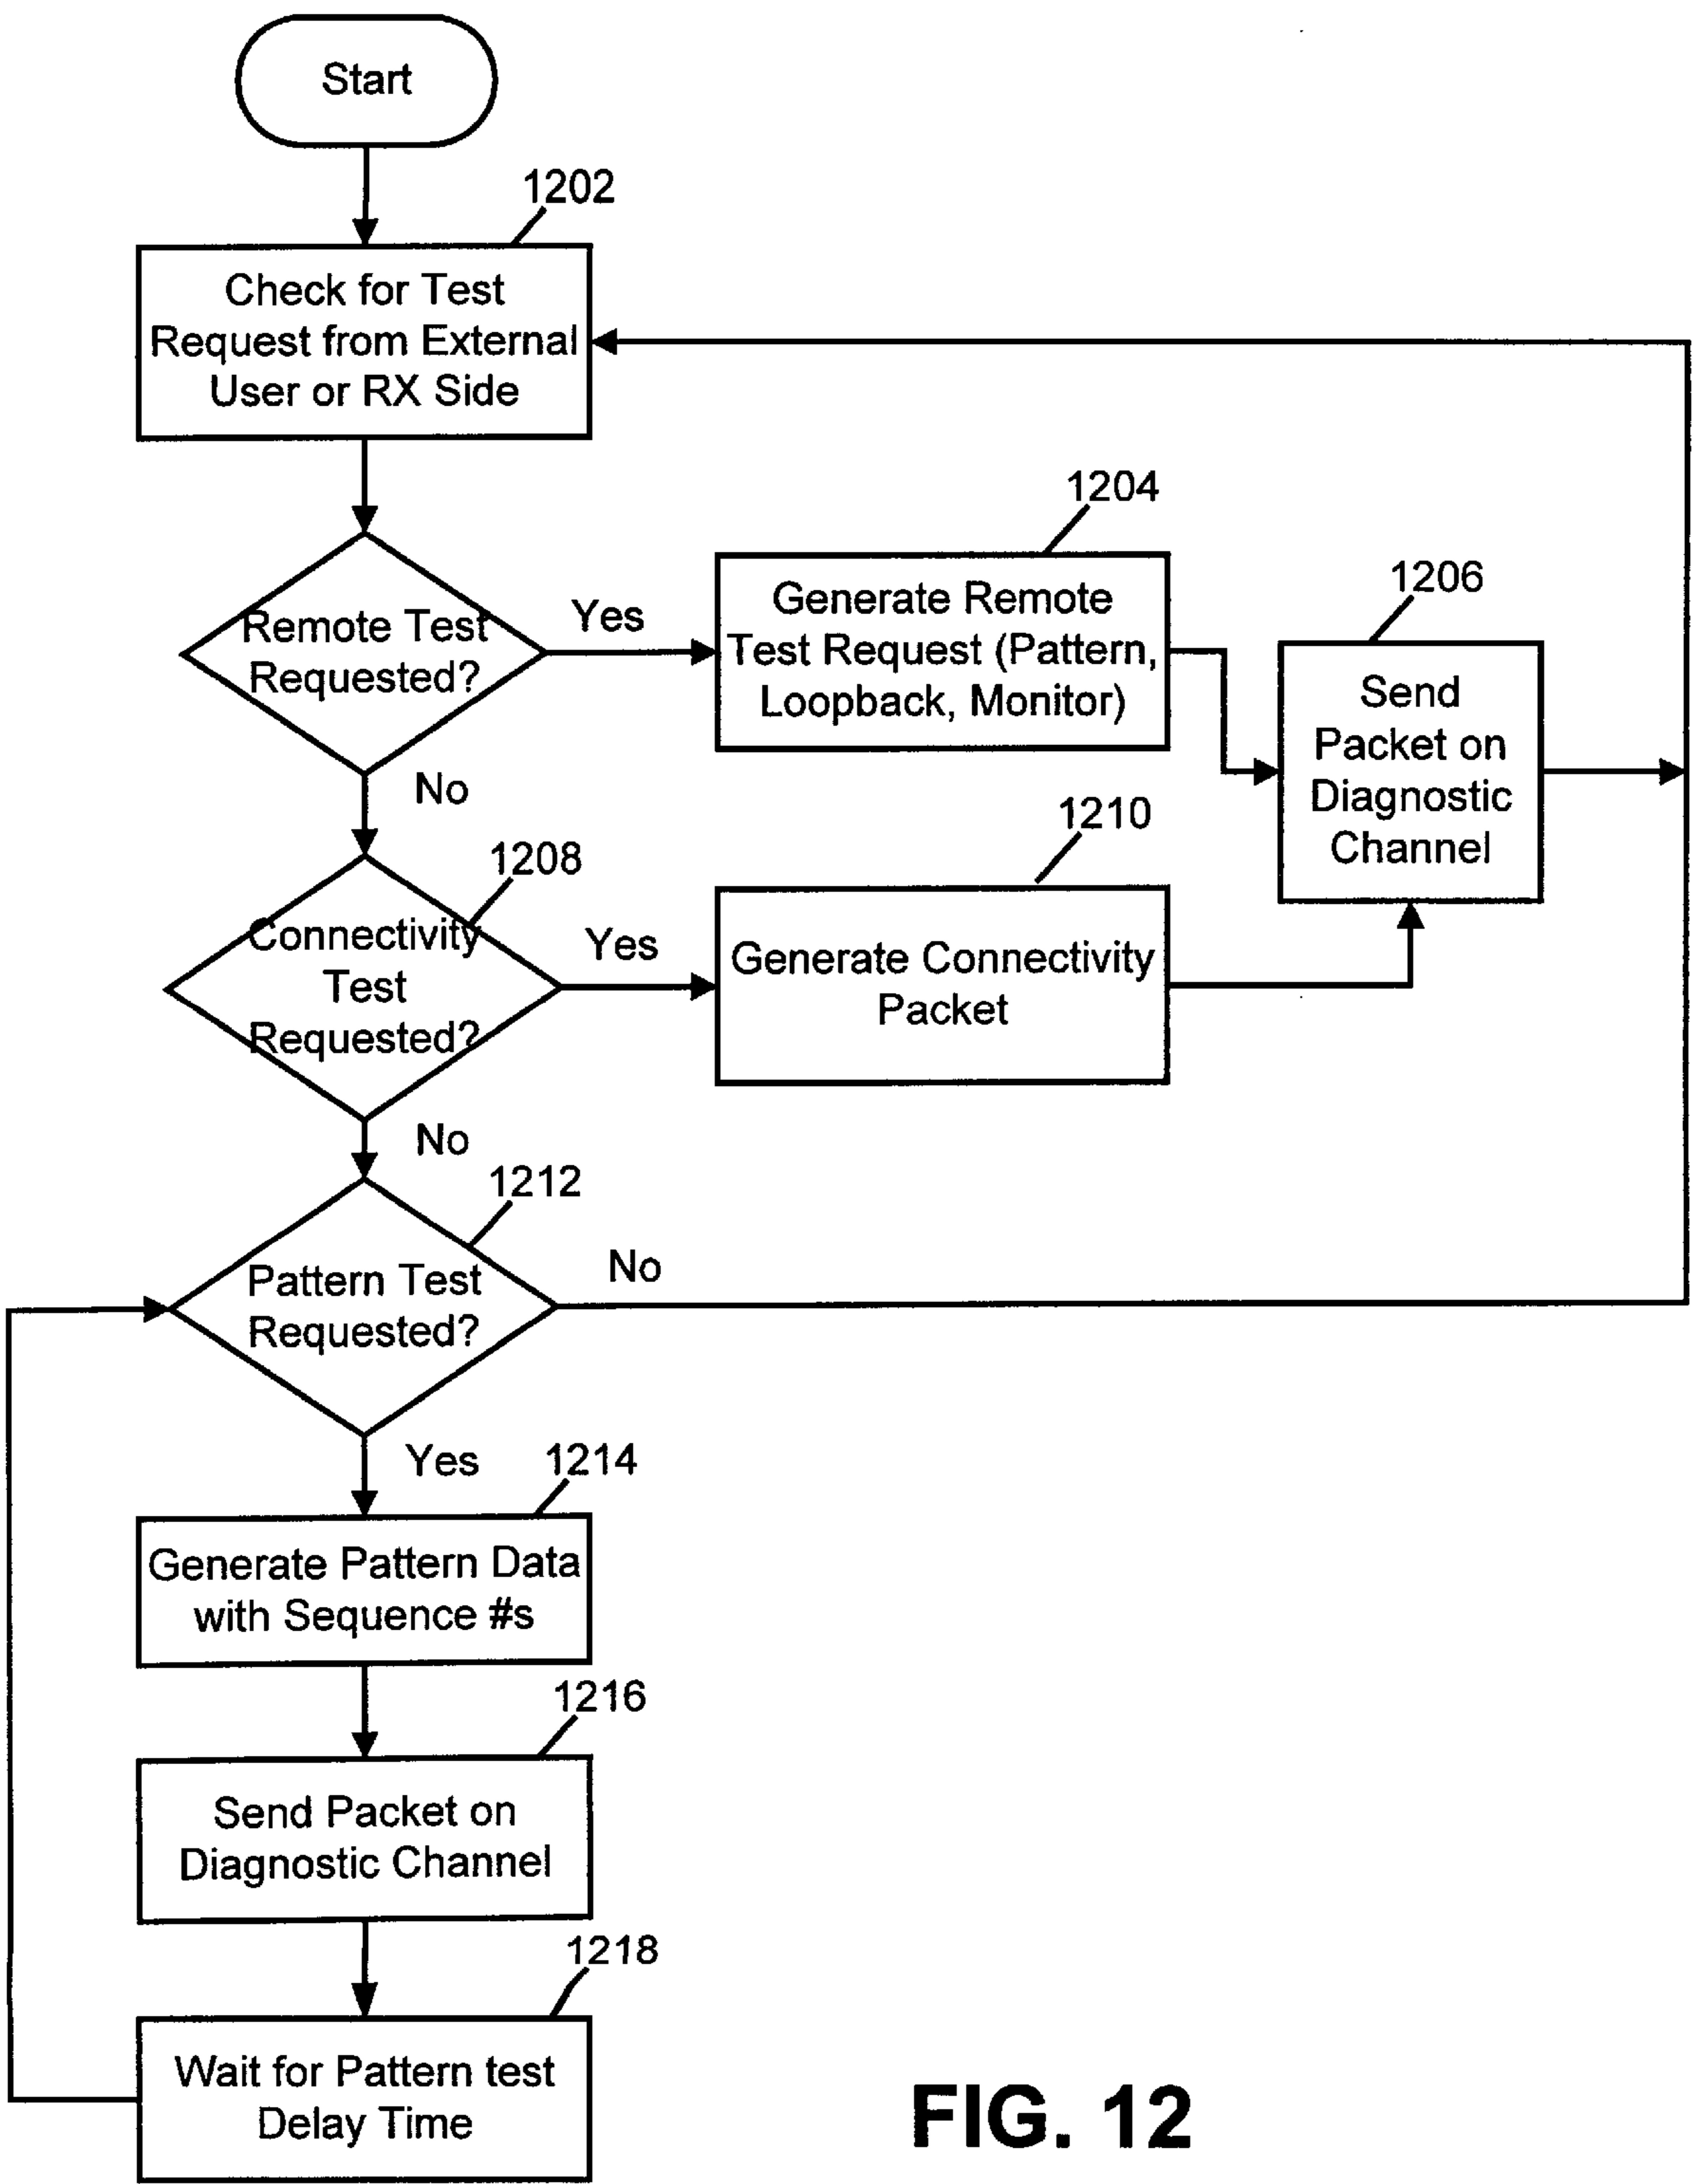 Start
1202
Check for Test
Request from External
User or RX Side
1204
Remote Test
Requested?
Yes
Generate Remote
Test Request (Pattern,
Loopback, Monitor)
1206
Send
Packet on
Diagnostic
Channel
No
1208
Connectivity
Test
Requested?
Yes
1210
Generate Connectivity
Packet
No
1212
Pattern Test
Requested?
No
Yes
1214
Generate Pattern Data
with Sequence #s
1216
Send Packet on
Diagnostic Channel
1218
Wait for Pattern test
Delay Time
FIG. 12